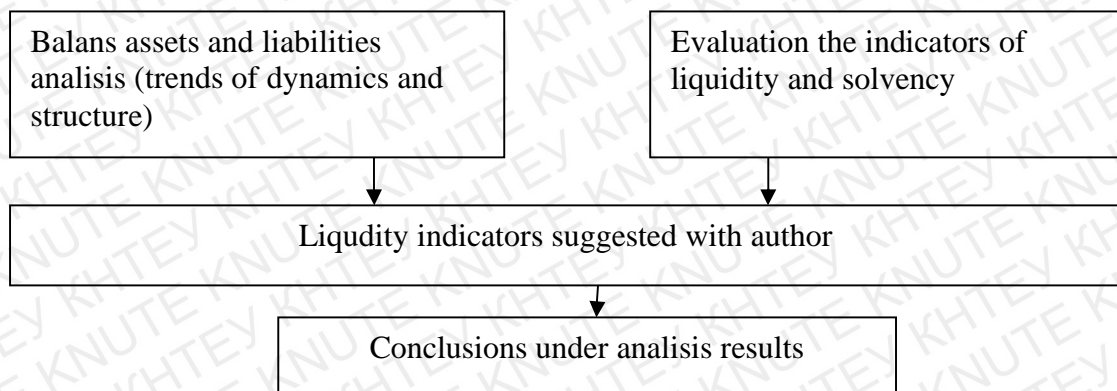 Balans assets and liabilities
analisis (trends of dynamics and
structure)
Evaluation the indicators of
liquidity and solvency
Liqudity indicators suggested with author
Conclusions under analisis results